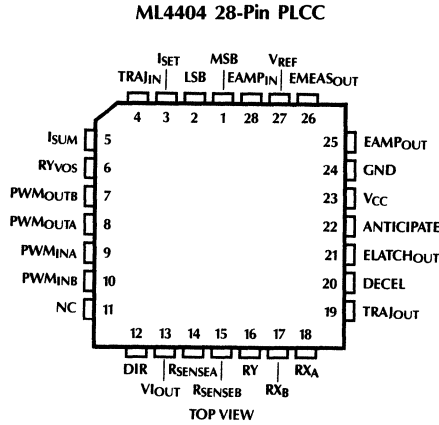 ML4404 28-Pin PLCC
ISET MSB VREF
TRAJIN LSB EAMPIN EMEASOUT
4 3 2 1 28 27 26
ISUM 5 25 EAMPOUT
RYVOS 6 24 GND
PWMOUTB 7 23 VCC
PWMOUTA 8 22 ANTICIPATE
PWMINA 9 21 ELATCHOUT
PWMINB 10 20 DECEL
NC 11 19 TRAJOUT
12 13 14 15 16 17 18
DIR RSENSEA RY RXA
VIOUT RSENSEB RXB
TOP VIEW